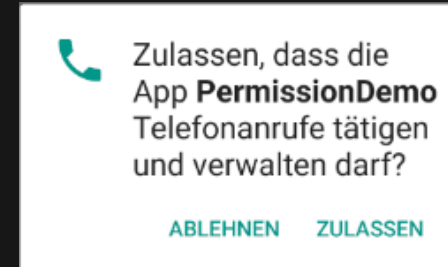 Zulassen, dass die
App PermissionDemo
Telefonanrufe tätigen
und verwalten darf?
ABLEHNEN ZULASSEN